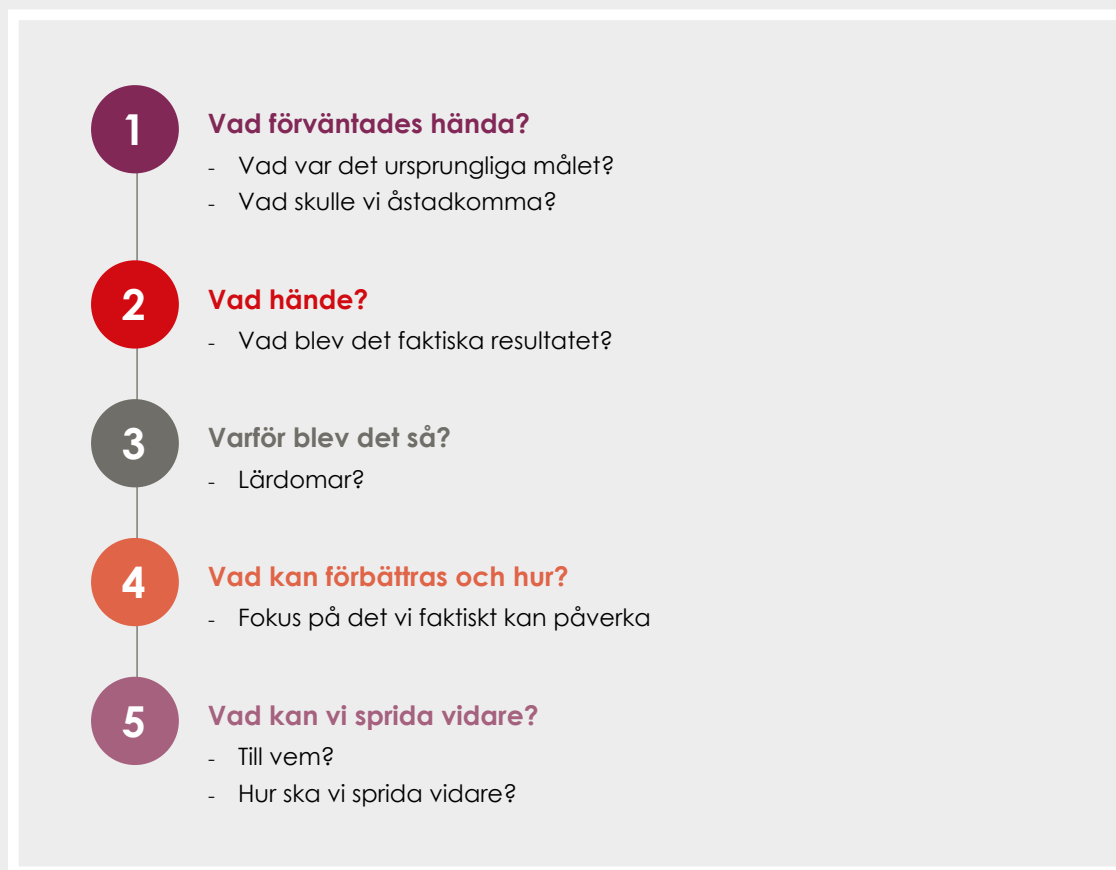 1
Vad förväntades hända?
- Vad var det ursprungliga målet?
- Vad skulle vi åstadkomma?
2
Vad hände?
- Vad blev det faktiska resultatet?
3
Varför blev det så?
- Lärdomar?
4
Vad kan förbättras och hur?
- Fokus på det vi faktiskt kan påverka
5
Vad kan vi sprida vidare?
- Till vem?
- Hur ska vi sprida vidare?